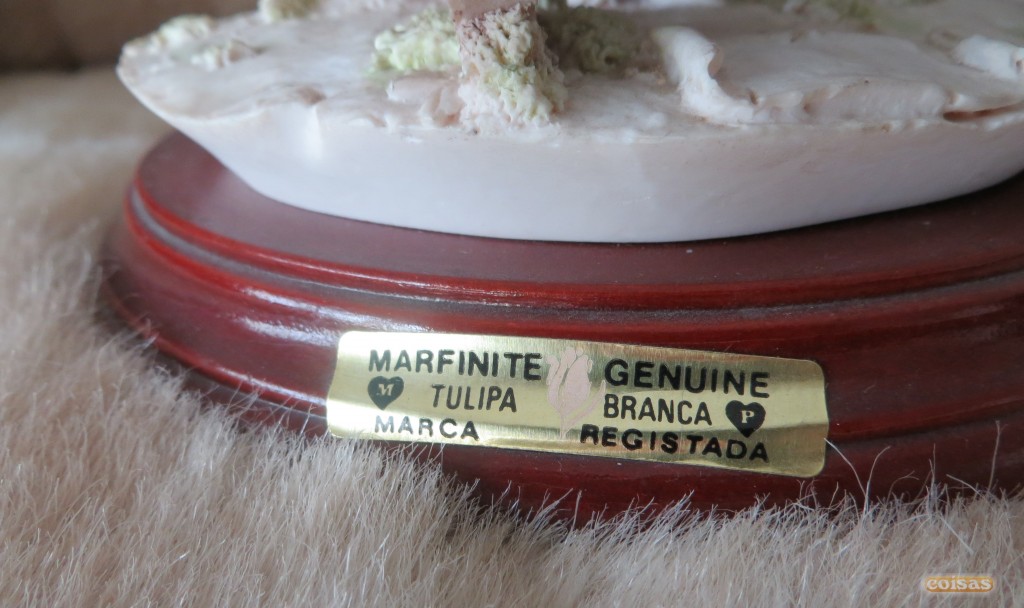 MARFINITE GENUINE
M TULIPA BRANCA P
MARCA REGISTADA
coisas